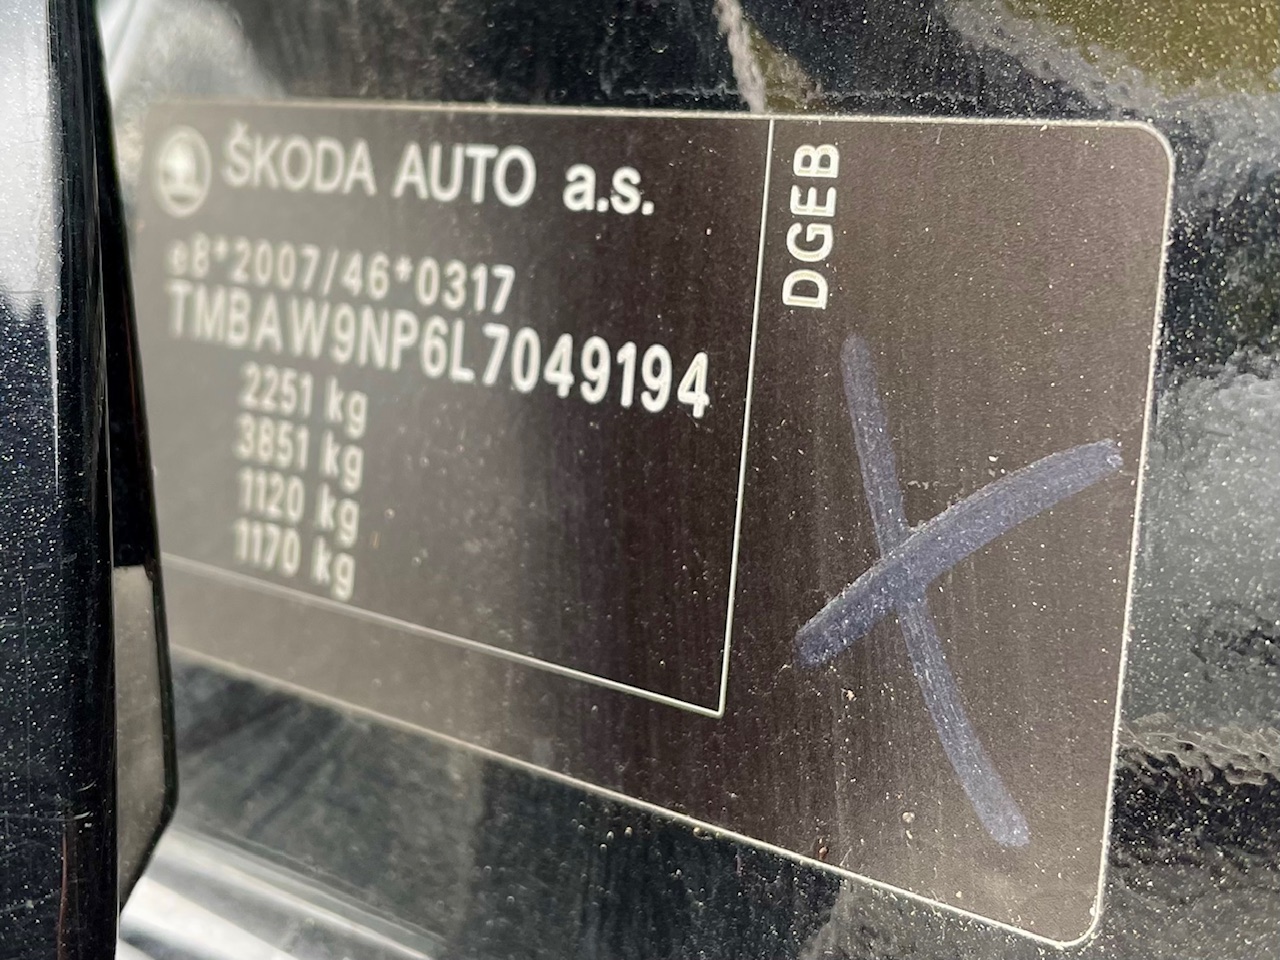 ŠKODA AUTO a.s.
e8*2007/46*0317
TMBAW9NP6L7049194
2251 kg
3851 kg
1120 kg
1170 kg
DGEB